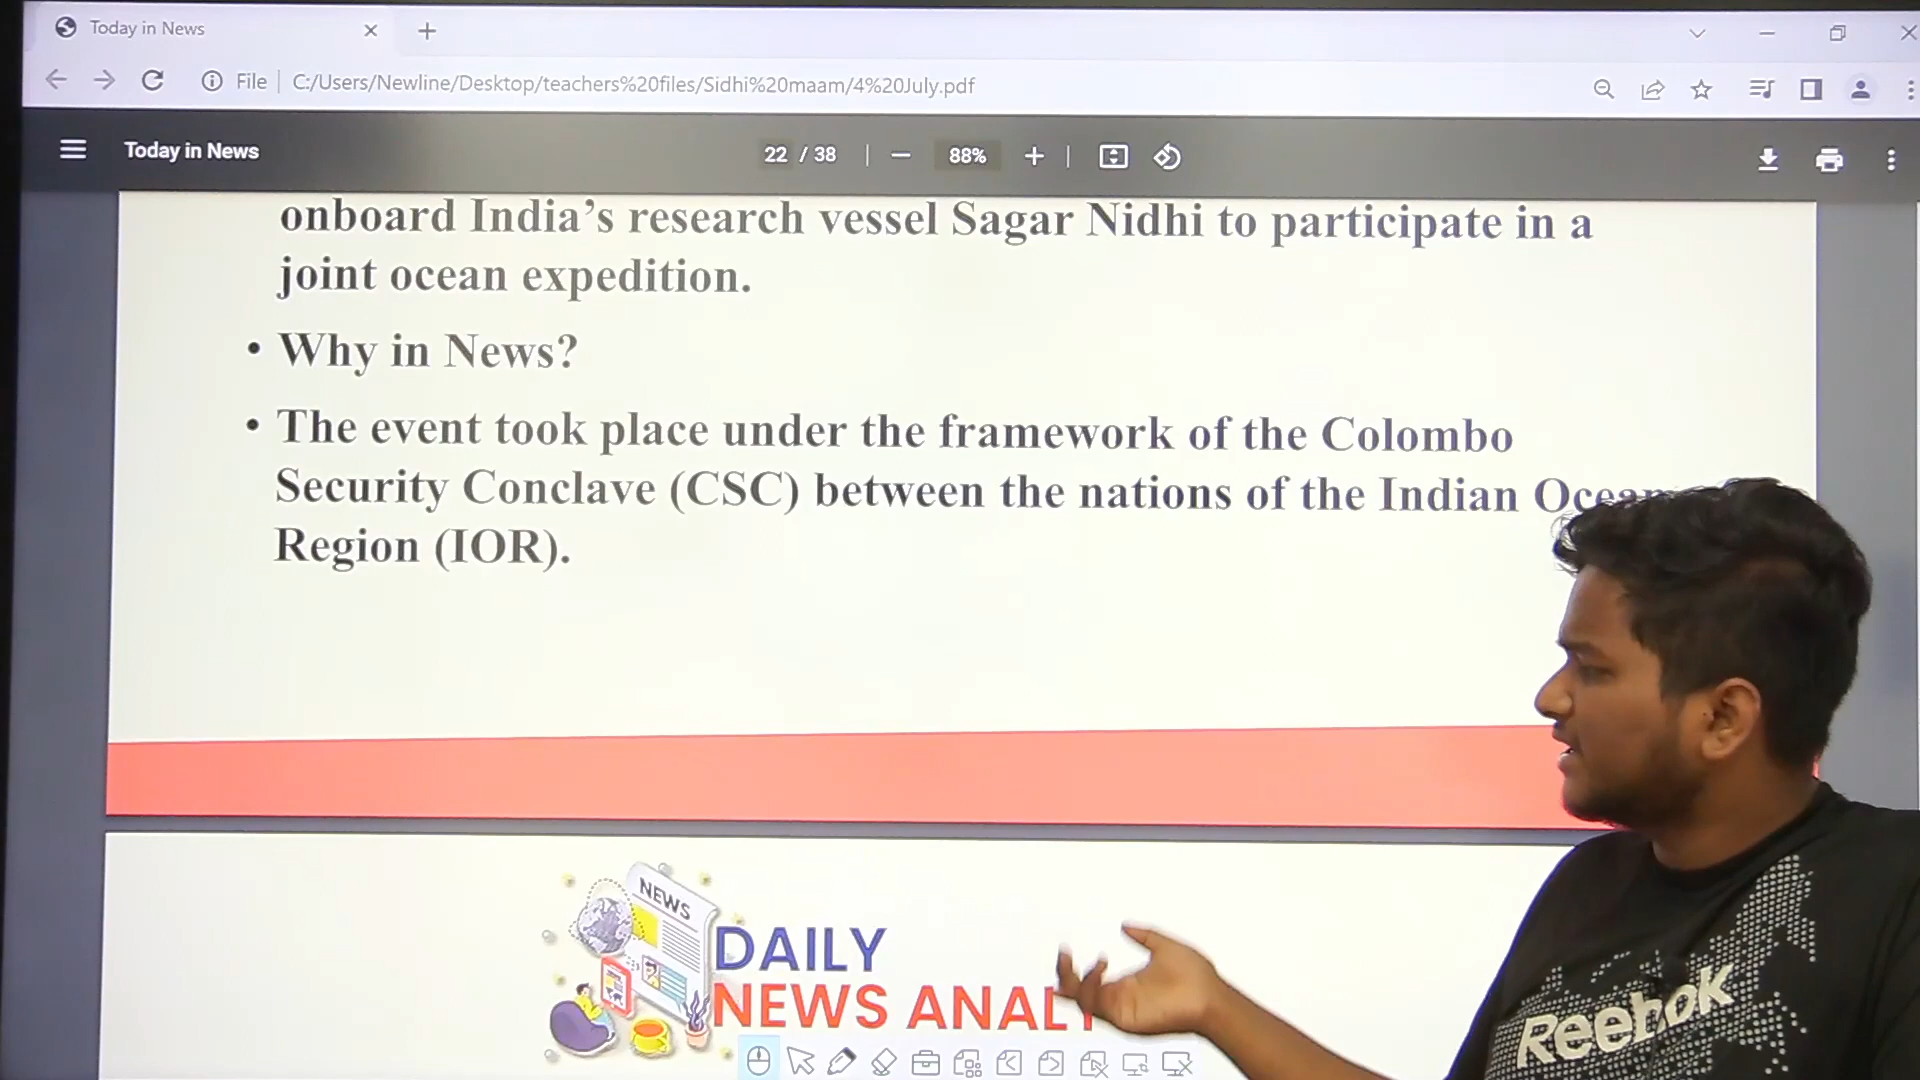 Today in News
File
C:/Users/Newline/Desktop/teachers%20files/Sidhi%20maam/4%20July.pdf
Today in News
22 / 38
88%
onboard India’s research vessel Sagar Nidhi to participate in a
joint ocean expedition.
• Why in News?
• The event took place under the framework of the Colombo
Security Conclave (CSC) between the nations of the Indian Ocean
Region (IOR).
NEWS
DAILY
NEWS ANALY
Reebok